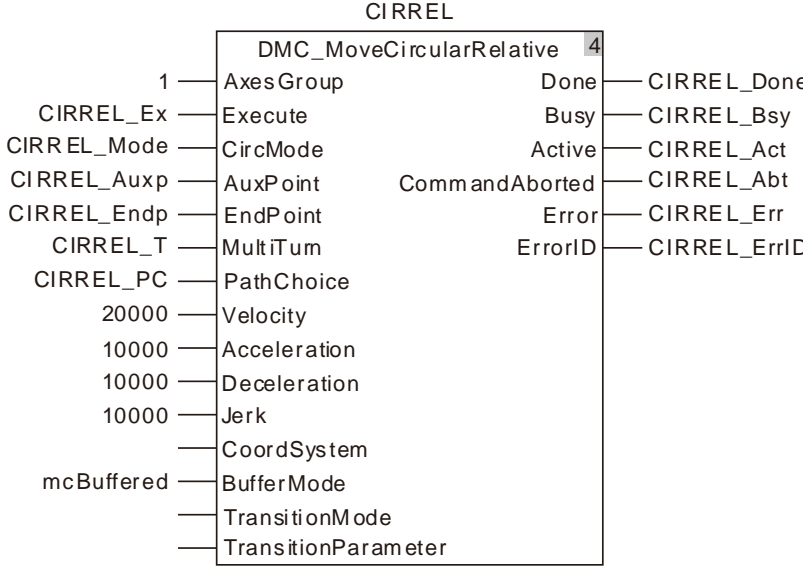 CIRREL
DMC_MoveCircularRelative 4
1 AxesGroup Done CIRREL_Done
CIRREL_Ex Execute Busy CIRREL_Bsy
CIRREL_Mode CircMode Active CIRREL_Act
CIRREL_Auxp AuxPoint CommandAborted CIRREL_Abt
CIRREL_Endp EndPoint Error CIRREL_Err
CIRREL_T MultiTurn ErrorID CIRREL_ErrID
CIRREL_PC PathChoice
20000 Velocity
10000 Acceleration
10000 Deceleration
10000 Jerk
CoordSystem
mcBuffered BufferMode
TransitionMode
TransitionParameter